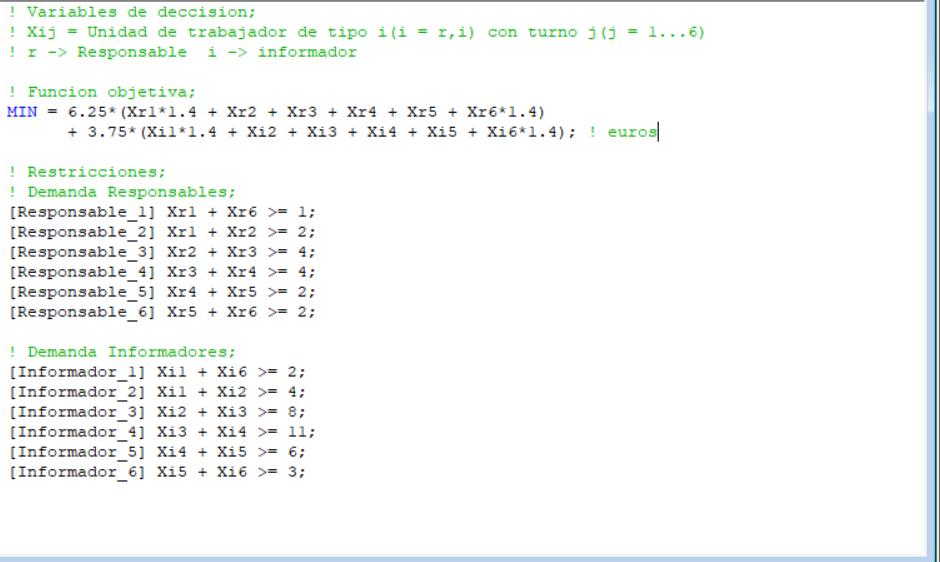 ! Variables de deccision;
! Xij = Unidad de trabajador de tipo i(i = r,i) con turno j(j = 1...6)
! r -> Responsable  i -> informador
! Funcion objetiva;
MIN = 6.25*(Xr1*1.4 + Xr2 + Xr3 + Xr4 + Xr5 + Xr6*1.4)
+ 3.75*(Xi1*1.4 + Xi2 + Xi3 + Xi4 + Xi5 + Xi6*1.4); ! euros
! Restricciones;
! Demanda Responsables;
[Responsable_1] Xr1 + Xr6 >= 1;
[Responsable_2] Xr1 + Xr2 >= 2;
[Responsable_3] Xr2 + Xr3 >= 4;
[Responsable_4] Xr3 + Xr4 >= 4;
[Responsable_5] Xr4 + Xr5 >= 2;
[Responsable_6] Xr5 + Xr6 >= 2;
! Demanda Informadores;
[Informador_1] Xi1 + Xi6 >= 2;
[Informador_2] Xi1 + Xi2 >= 4;
[Informador_3] Xi2 + Xi3 >= 8;
[Informador_4] Xi3 + Xi4 >= 11;
[Informador_5] Xi4 + Xi5 >= 6;
[Informador_6] Xi5 + Xi6 >= 3;